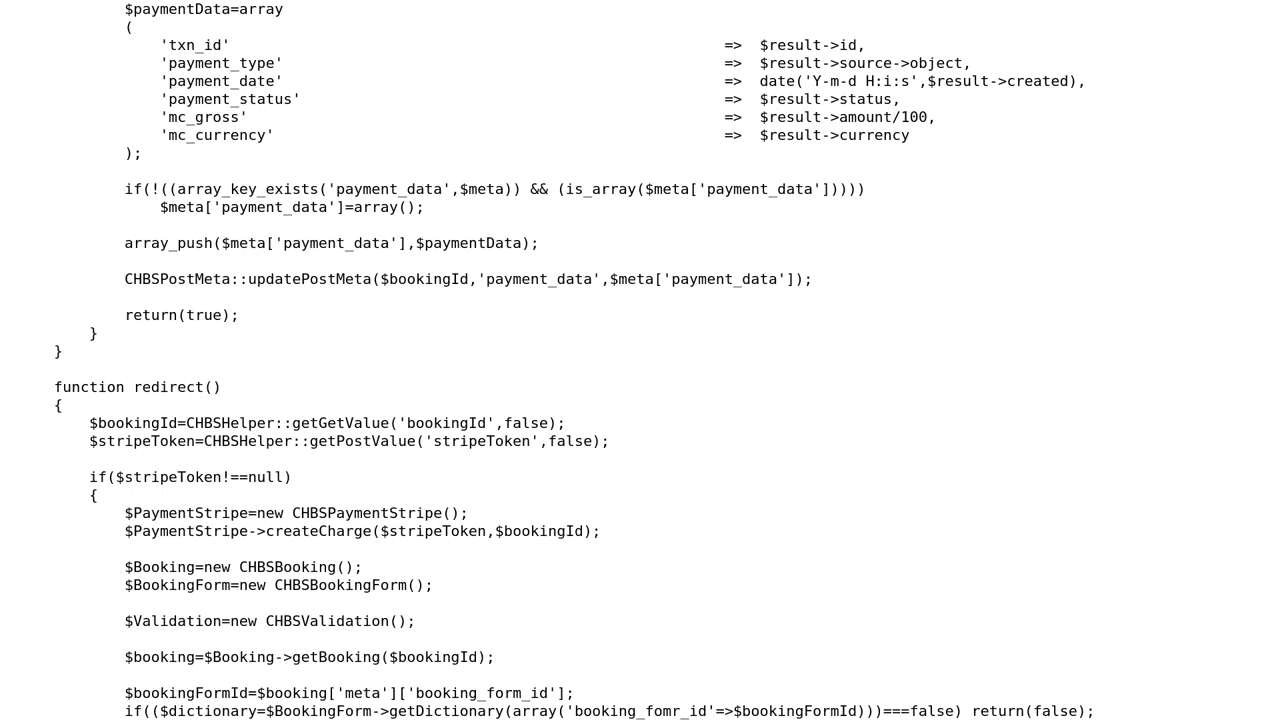 $paymentData=array
(
'txn_id' => $result->id,
'payment_type' => $result->source->object,
'payment_date' => date('Y-m-d H:i:s',$result->created),
'payment_status' => $result->status,
'mc_gross' => $result->amount/100,
'mc_currency' => $result->currency
);
if(!((array_key_exists('payment_data',$meta)) && (is_array($meta['payment_data']))))
$meta['payment_data']=array();
array_push($meta['payment_data'],$paymentData);
CHBSPostMeta::updatePostMeta($bookingId,'payment_data',$meta['payment_data']);
return(true);
}
}
function redirect()
{
$bookingId=CHBSHelper::getGetValue('bookingId',false);
$stripeToken=CHBSHelper::getPostValue('stripeToken',false);
if($stripeToken!==null)
{
$PaymentStripe=new CHBSPaymentStripe();
$PaymentStripe->createCharge($stripeToken,$bookingId);
$Booking=new CHBSBooking();
$BookingForm=new CHBSBookingForm();
$Validation=new CHBSValidation();
$booking=$Booking->getBooking($bookingId);
$bookingFormId=$booking['meta']['booking_form_id'];
if(($dictionary=$BookingForm->getDictionary(array('booking_fomr_id'=>$bookingFormId)))===false) return(false);